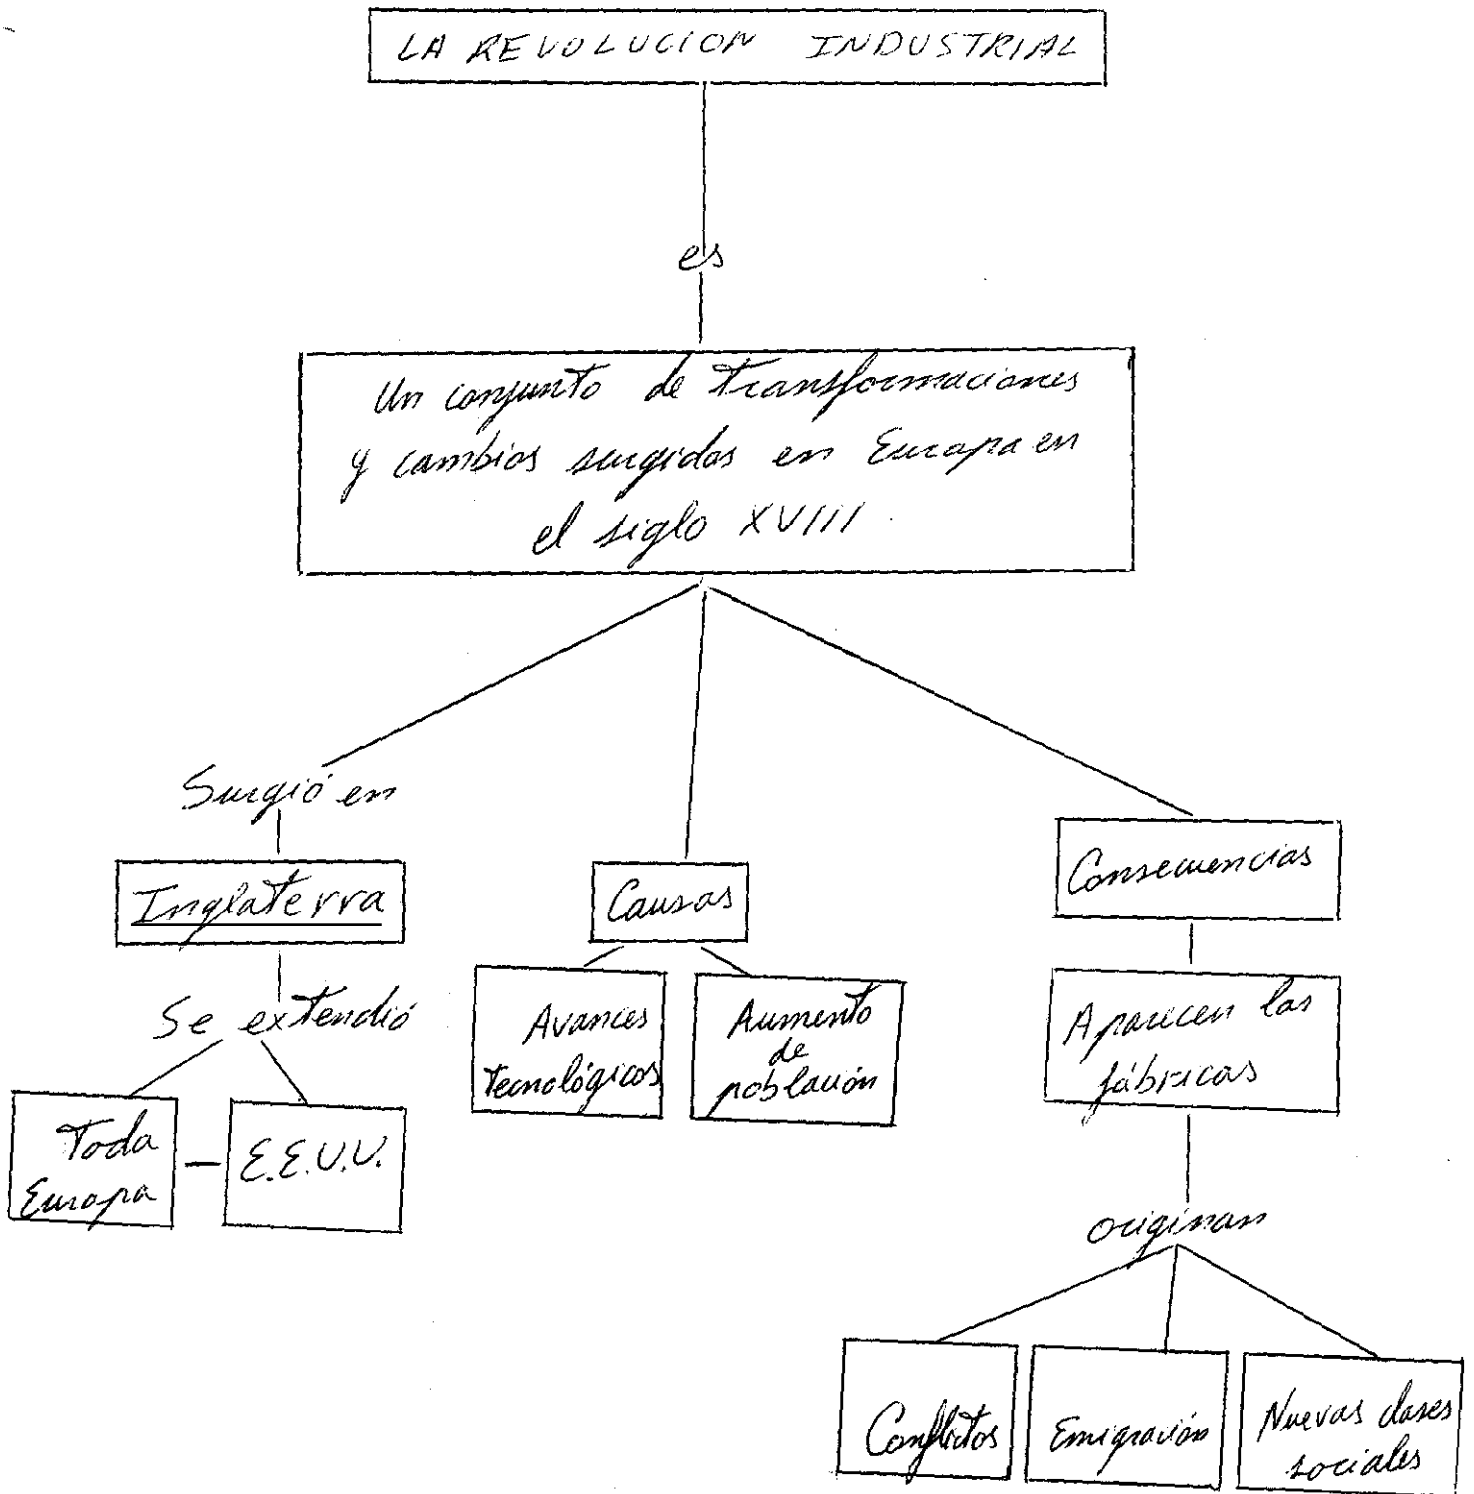 LA REVOLUCION INDUSTRIAL
es
Un conjunto de transformaciones
y cambios surgidos en Europa en
el siglo XVIII.
Surgió en
Inglaterra
Se extendió
Toda
Europa
E.E.U.U.
Causas
Avances
Tecnológicos
Aumento
de
población
Consecuencias
Aparecen las
fábricas
originan
Conflictos
Emigración
Nuevas clases
sociales